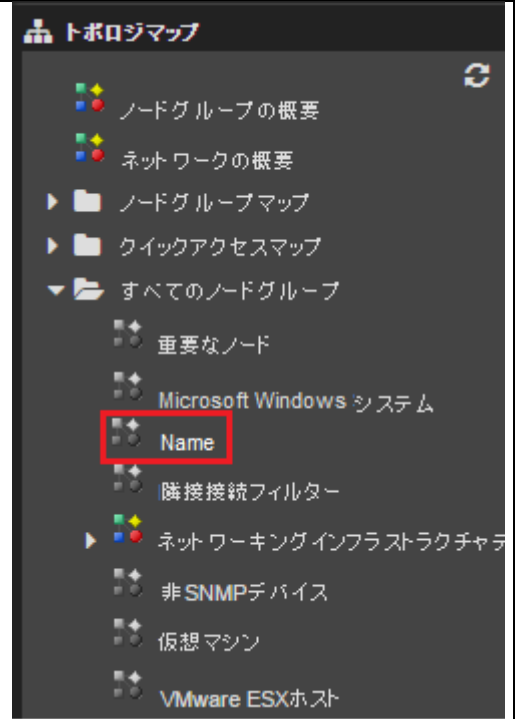 トポロジマップ
ノードグループの概要
ネットワークの概要
ノードグループマップ
クイックアクセスマップ
すべてのノードグループ
重要なノード
Microsoft Windows システム
Name
隣接接続フィルター
ネットワーキングインフラストラクチャデ
非SNMPデバイス
仮想マシン
VMware ESXホスト